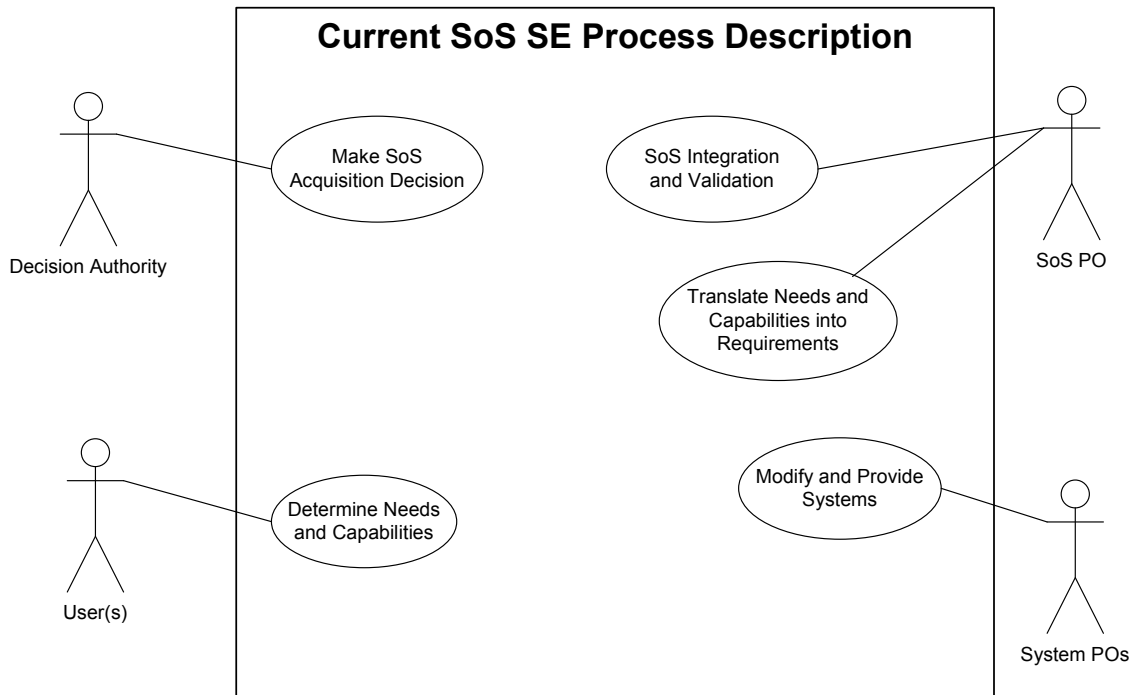 Current SoS SE Process Description
Make SoS
Acquisition Decision
SoS Integration
and Validation
Decision Authority
SoS PO
Translate Needs and
Capabilities into
Requirements
Modify and Provide
Systems
Determine Needs
and Capabilities
User(s)
System POs